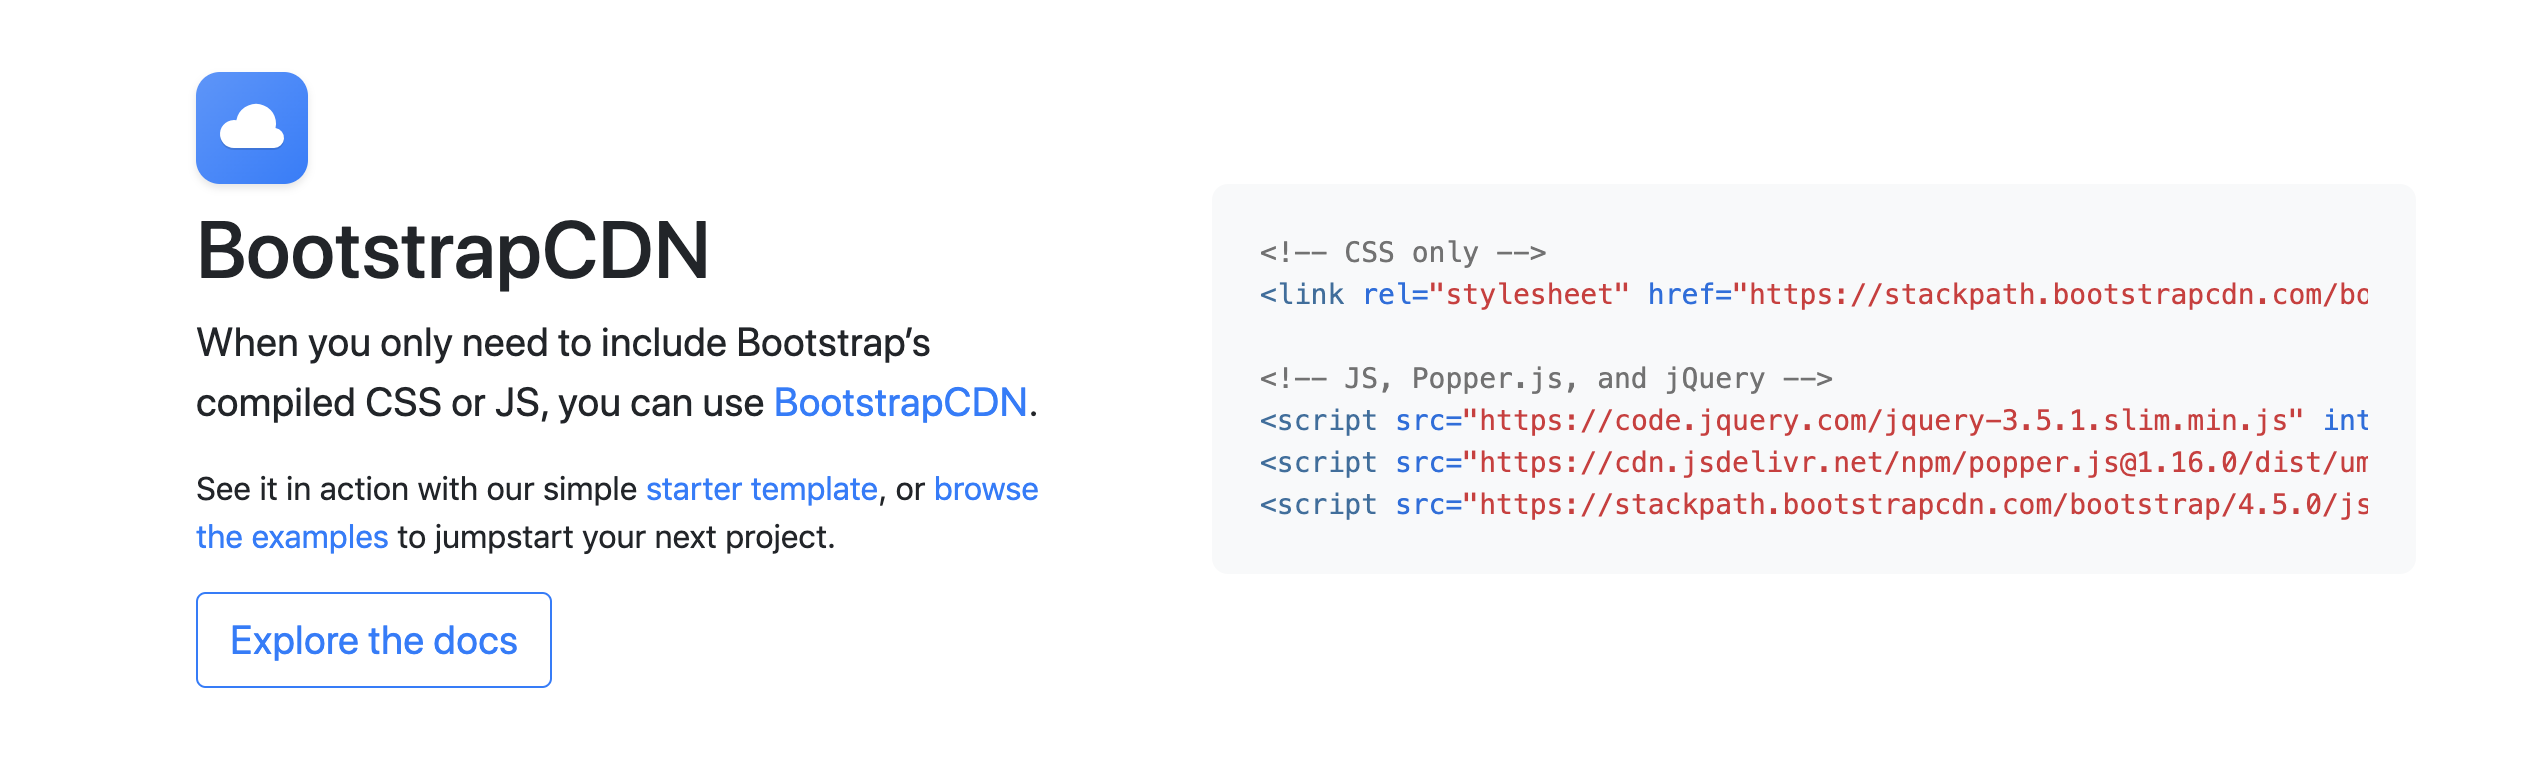 BootstrapCDN
When you only need to include Bootstrap’s
compiled CSS or JS, you can use BootstrapCDN.
See it in action with our simple starter template, or browse
the examples to jumpstart your next project.
Explore the docs
<!-- CSS only -->
<link rel="stylesheet" href="https://stackpath.bootstrapcdn.com/bo
<!-- JS, Popper.js, and jQuery -->
<script src="https://code.jquery.com/jquery-3.5.1.slim.min.js" int
<script src="https://cdn.jsdelivr.net/npm/popper.js@1.16.0/dist/um
<script src="https://stackpath.bootstrapcdn.com/bootstrap/4.5.0/js